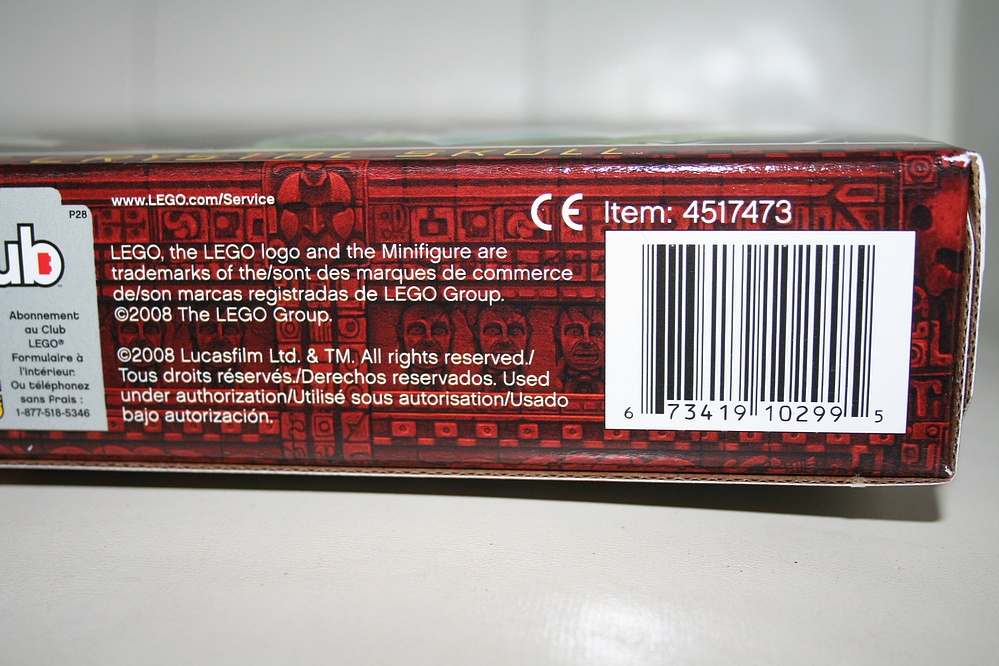 CRYSTAL SKULL
ub
P28
Abonnement
au Club
LEGO®
Formulaire à
l'intérieur.
Ou téléphonez
sans frais :
1-877-518-5346
www.LEGO.com/Service
LEGO, the LEGO logo and the Minifigure are
trademarks of the/sont des marques de commerce
de/son marcas registradas de LEGO Group.
©2008 The LEGO Group.
©2008 Lucasfilm Ltd. & TM. All rights reserved./
Tous droits réservés./Derechos reservados. Used
under authorization/Utilisé sous autorisation/Usado
bajo autorización.
CE Item: 4517473
6 73419 10299 5